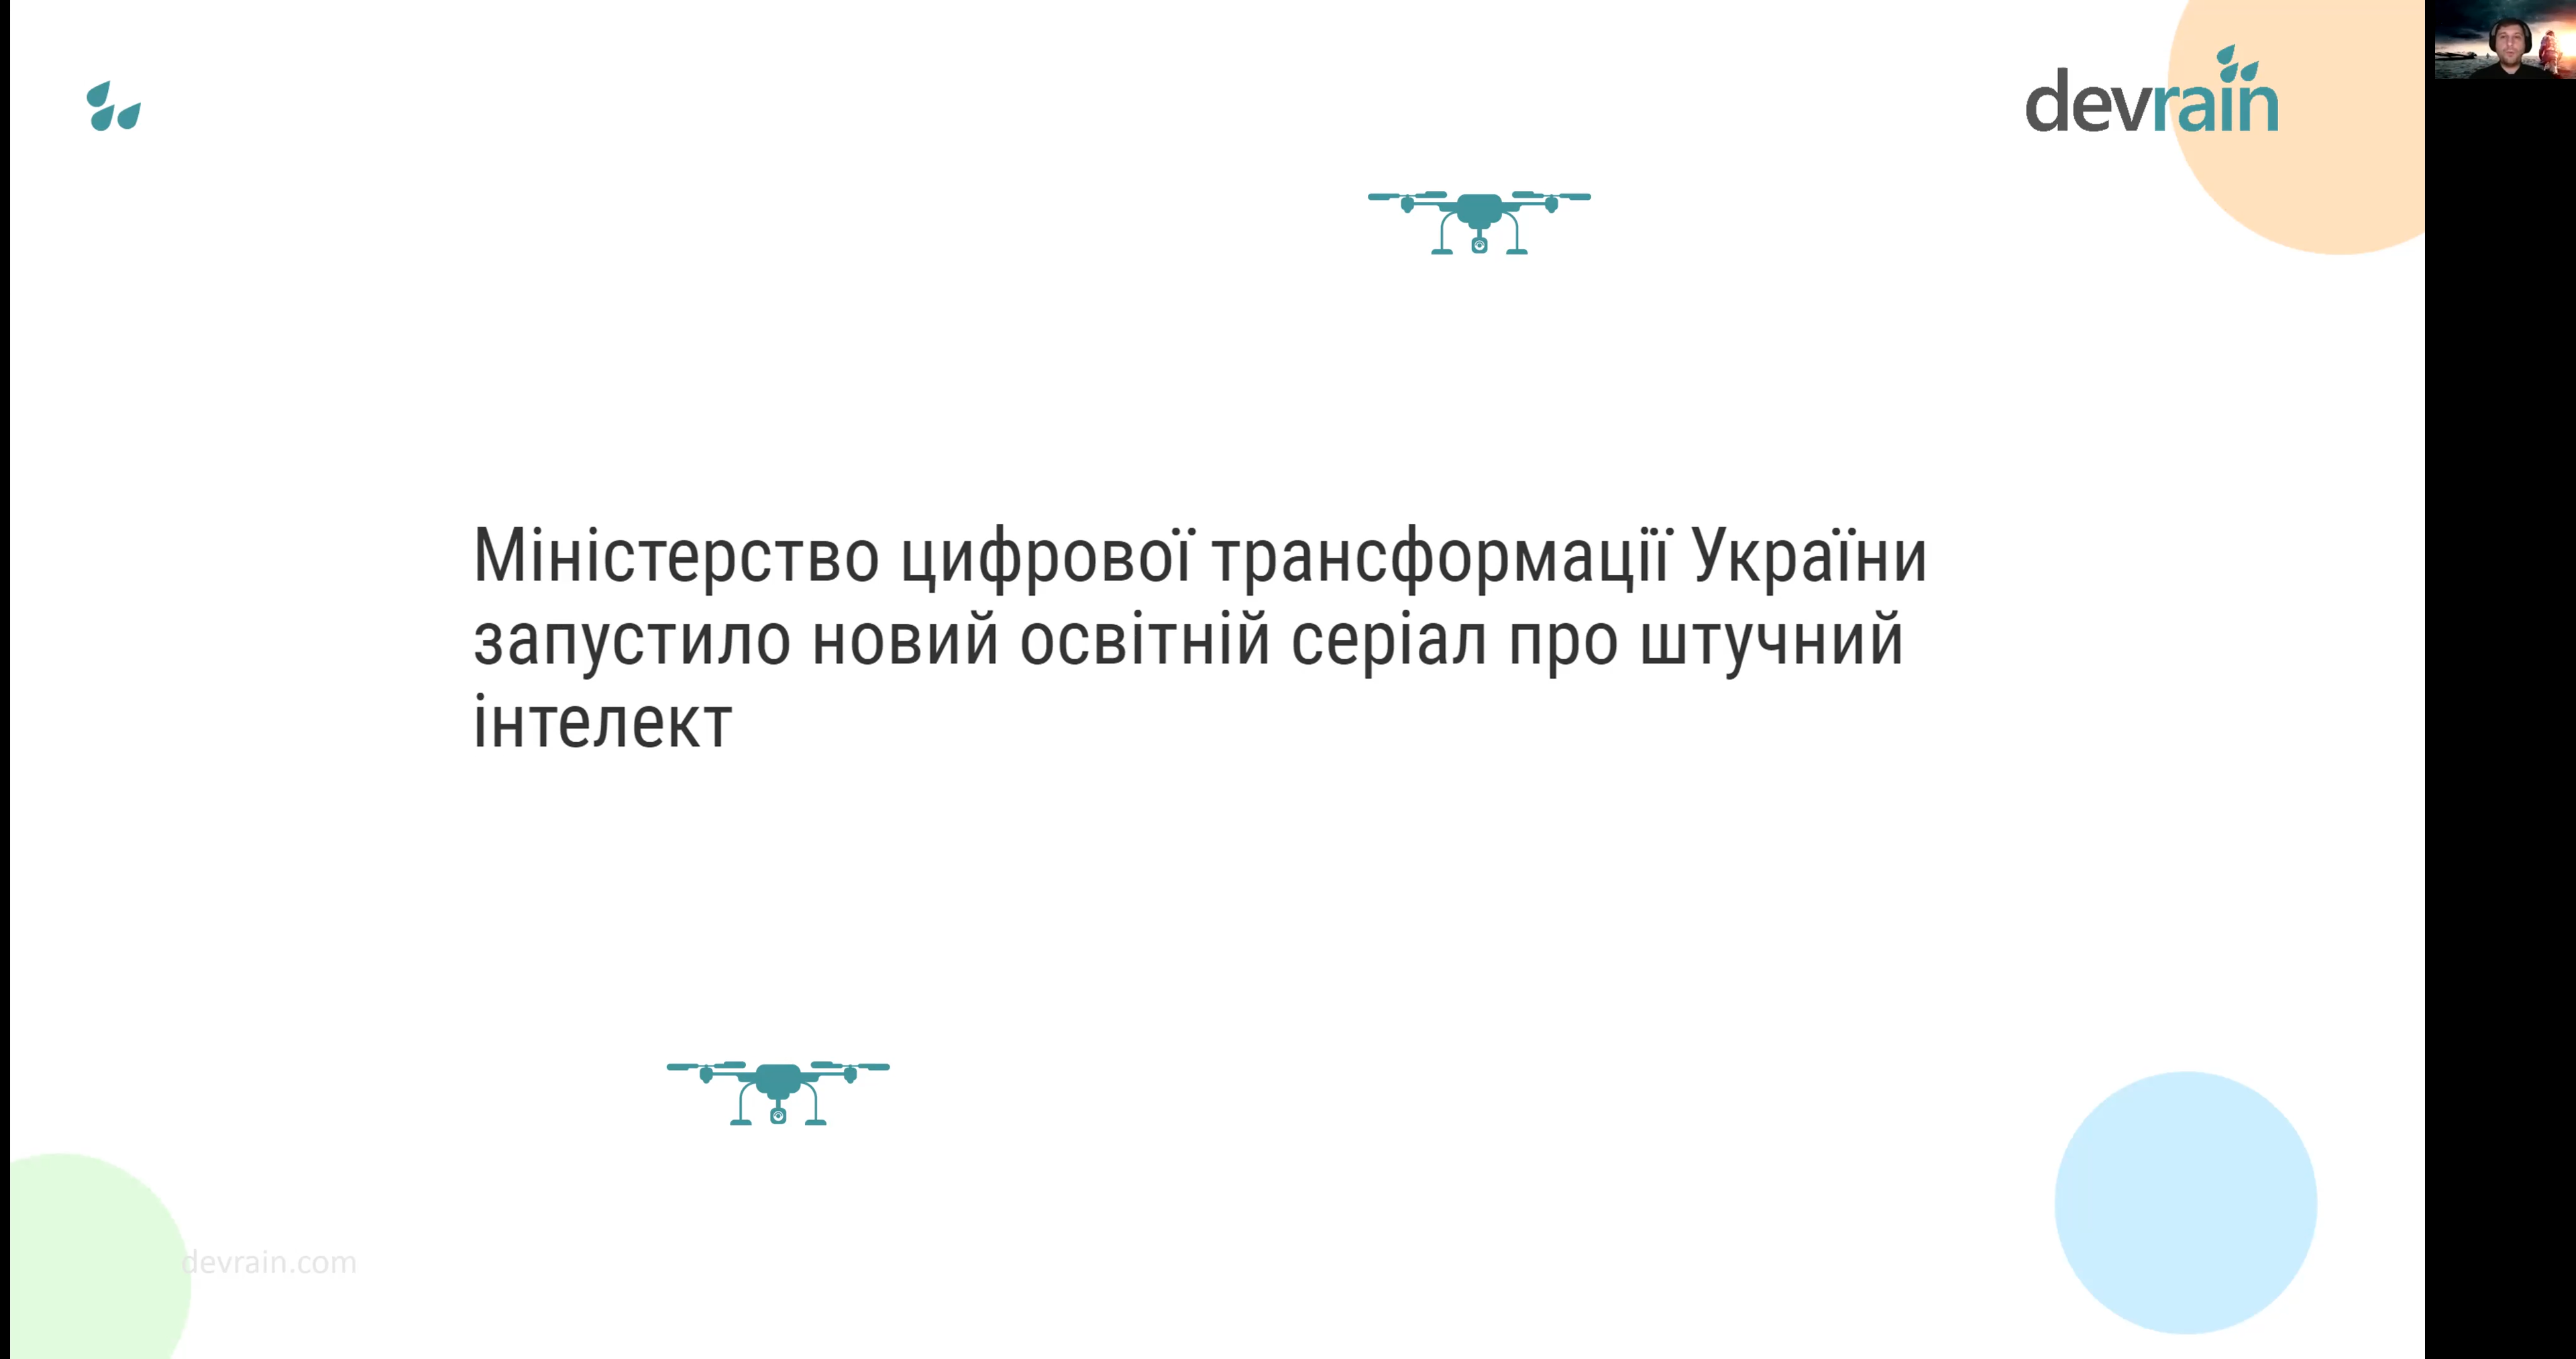 devrain
Міністерство цифрової трансформації України
запустило новий освітній серіал про штучний
інтелект
devrain.com